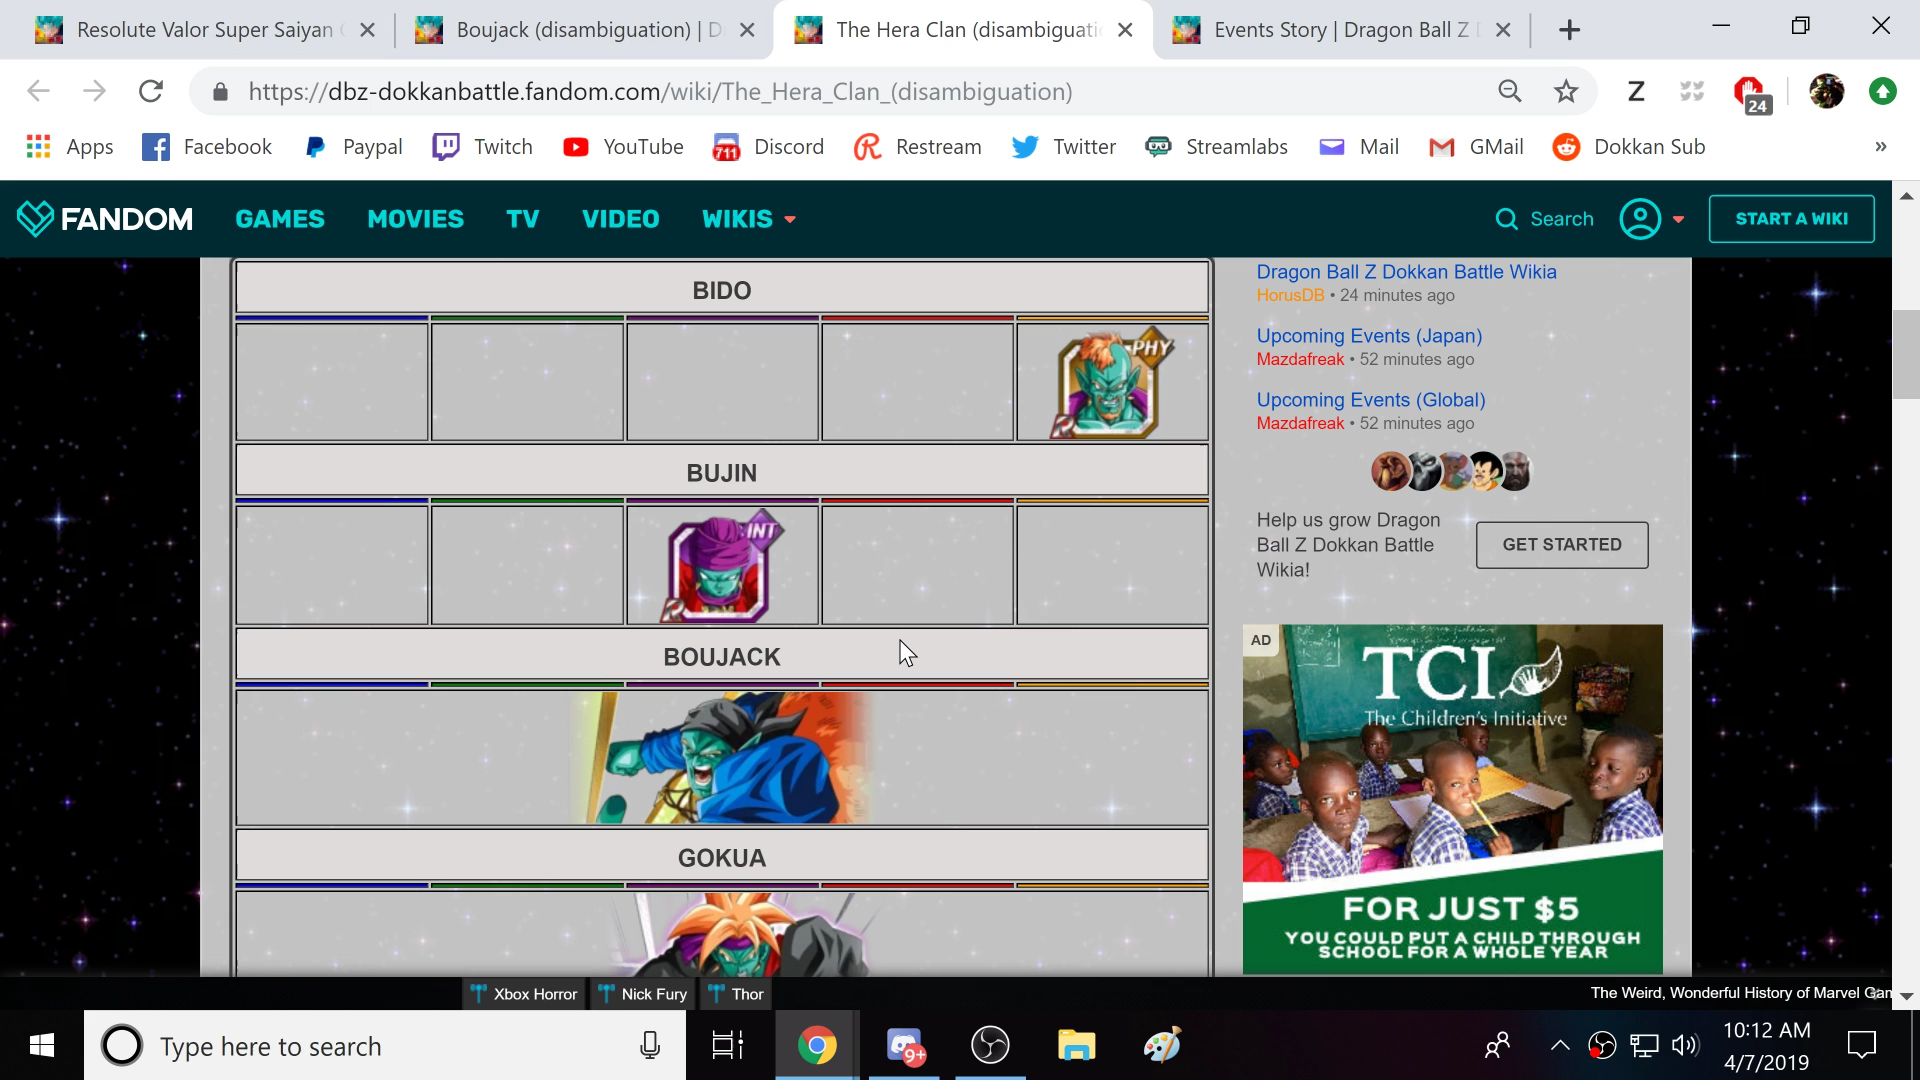 Resolute Valor Super Saiyan
Boujack (disambiguation) | D
The Hera Clan (disambiguati
Events Story | Dragon Ball Z
https://dbz-dokkanbattle.fandom.com/wiki/The_Hera_Clan_(disambiguation)
Z
24
Apps
Facebook
Paypal
Twitch
YouTube
711
Discord
Restream
Twitter
Streamlabs
Mail
GMail
Dokkan Sub
»
FANDOM
GAMES
MOVIES
TV
VIDEO
WIKIS
Search
START A WIKI
BIDO
PHY
R
BUJIN
INT
R
BOUJACK
GOKUA
Dragon Ball Z Dokkan Battle Wikia
HorusDB • 24 minutes ago
Upcoming Events (Japan)
Mazdafreak • 52 minutes ago
Upcoming Events (Global)
Mazdafreak • 52 minutes ago
Help us grow Dragon
Ball Z Dokkan Battle
Wikia!
GET STARTED
AD
TCI
The Children's Initiative
FOR JUST $5
YOU COULD PUT A CHILD THROUGH
SCHOOL FOR A WHOLE YEAR
Xbox Horror
Nick Fury
Thor
The Weird, Wonderful History of Marvel Gam
Type here to search
9+
10:12 AM
4/7/2019